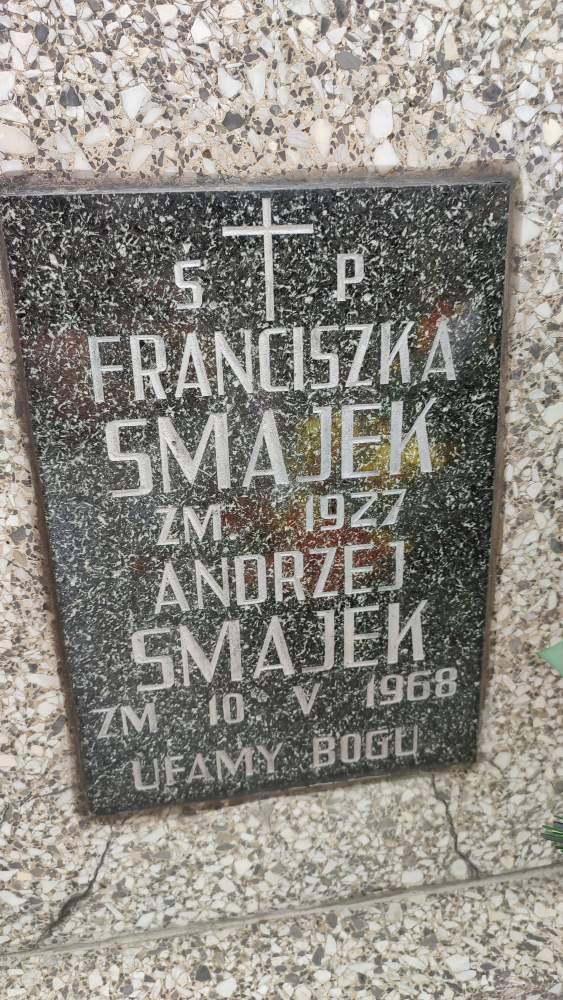 Ś P
FRANCISZKA
SMAJEK
ZM 1927
ANDRZEJ
SMAJEK
ZM 10 V 1968
UFAMY BOGU